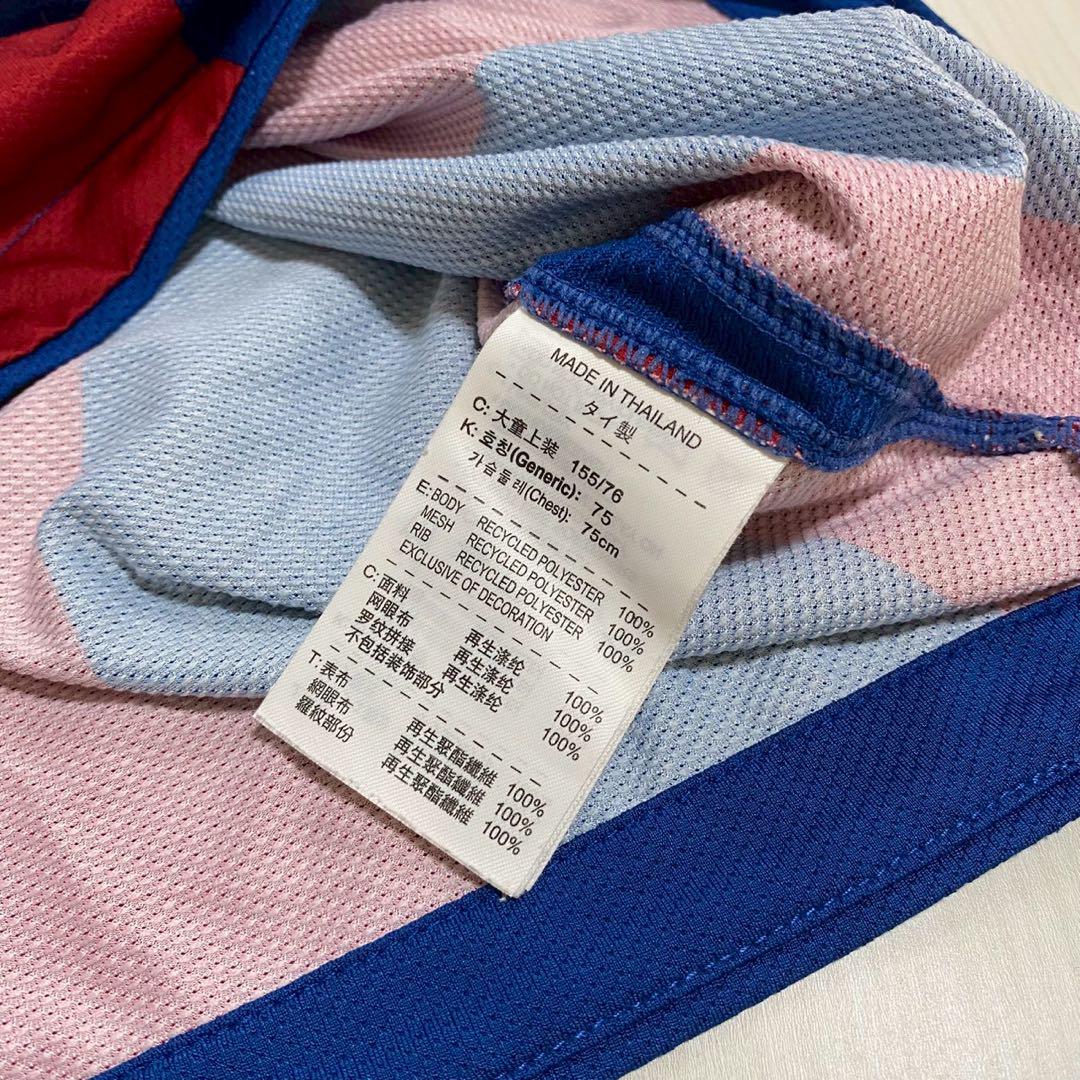 MADE IN THAILAND
タイ製
C: 大童上装 155/76
K: 호칭(Generic): 75
가슴둘레(Chest): 75cm
E: BODY RECYCLED POLYESTER 100%
MESH RECYCLED POLYESTER 100%
RIB RECYCLED POLYESTER 100%
EXCLUSIVE OF DECORATION
C: 面料 再生涤纶 100%
网眼布 再生涤纶 100%
罗纹拼接 再生涤纶 100%
不包括装饰部分
T: 表布 再生聚酯纖維 100%
網眼布 再生聚酯纖維 100%
羅紋部份 再生聚酯纖維 100%